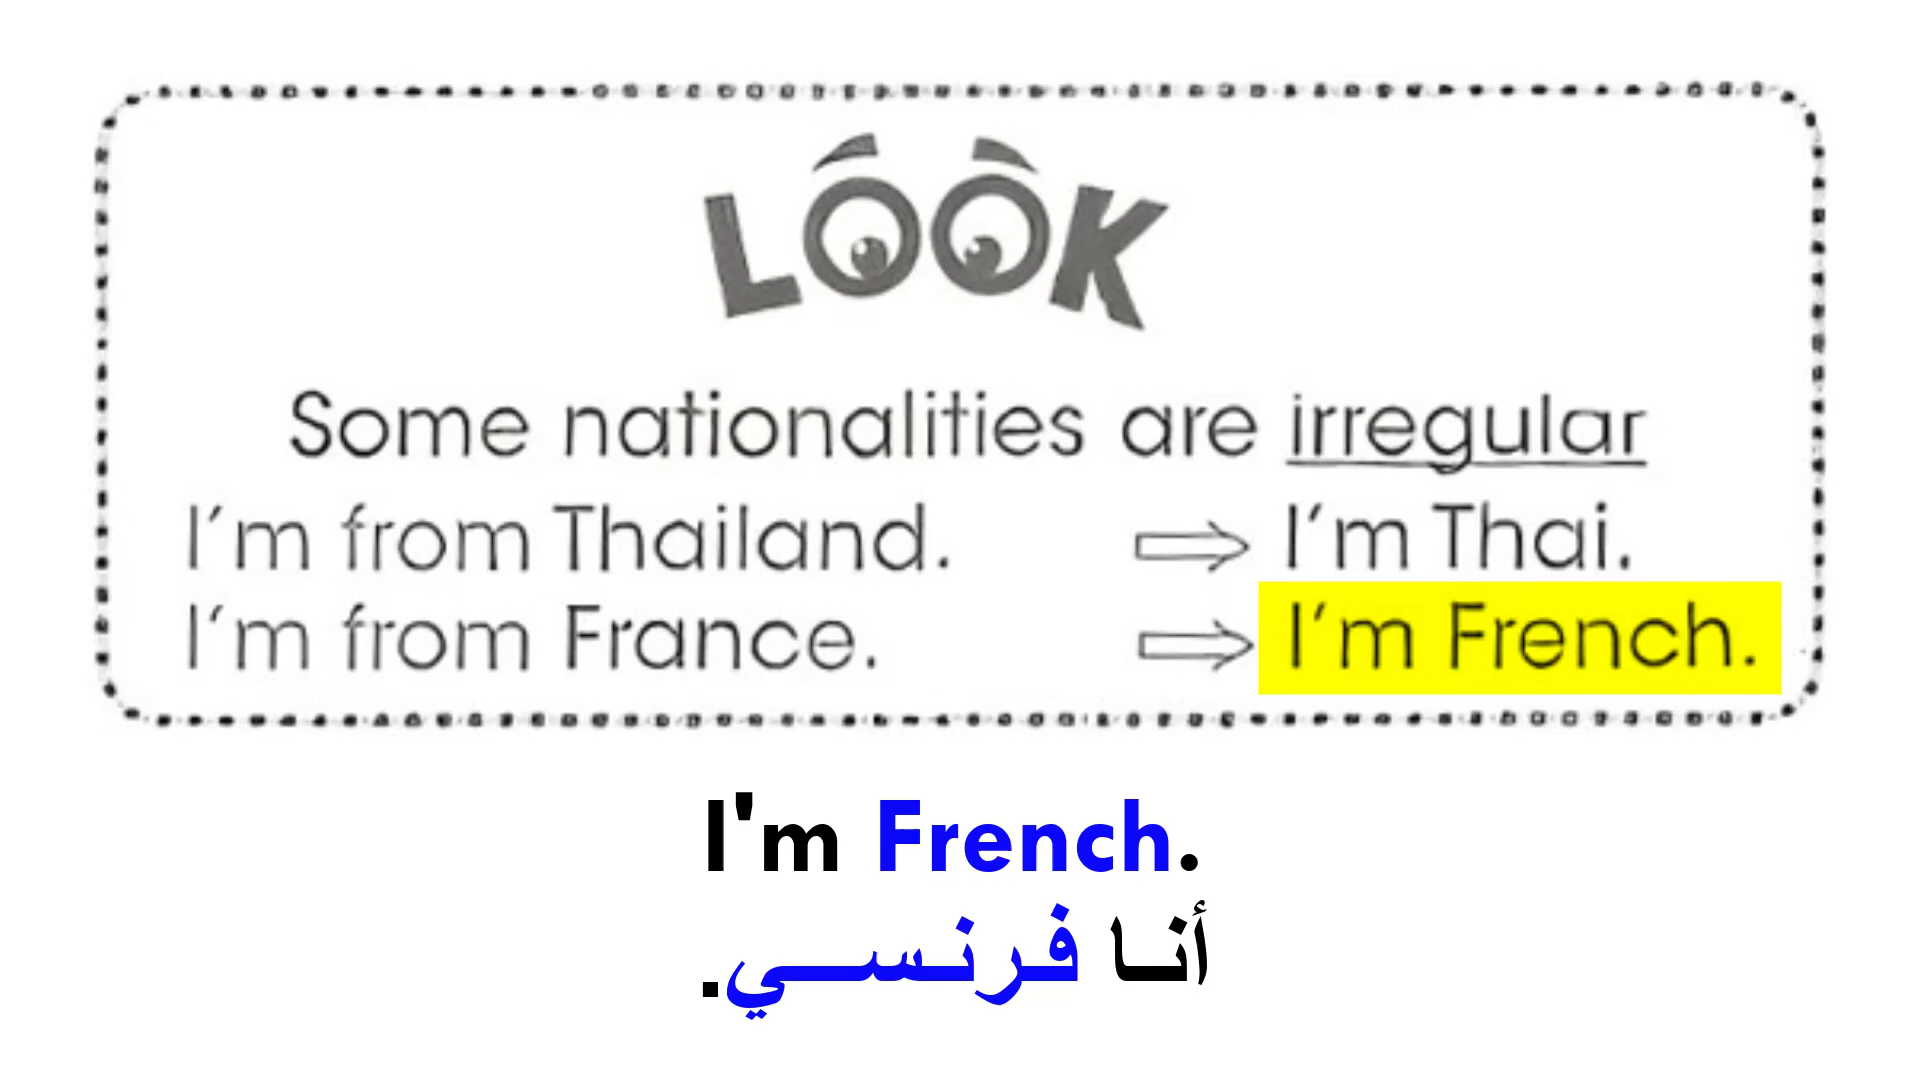 LOOK
Some nationalities are irregular
I'm from Thailand. ⇨ I'm Thai.
I'm from France. ⇨ I'm French.
I'm French.
أنا فرنسي.